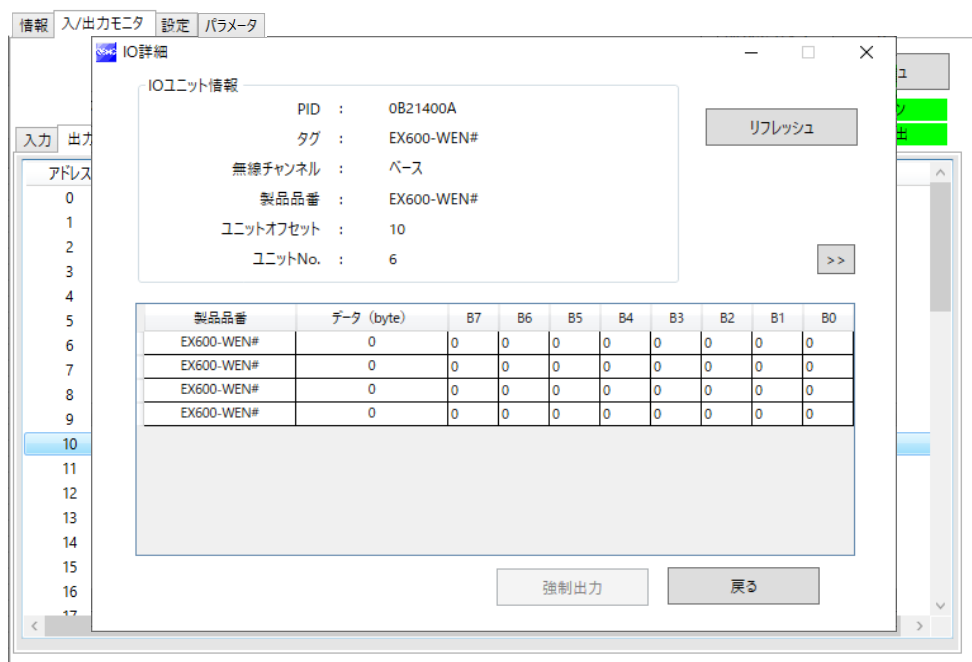 情報 入/出力モニタ 設定 パラメータ
IO詳細
IOユニット情報
PID : 0B21400A
タグ : EX600-WEN#
無線チャンネル : ベース
製品品番 : EX600-WEN#
ユニットオフセット : 10
ユニットNo. : 6
リフレッシュ
>>
入力 出力
アドレス
0
1
2
3
4
5
6
7
8
9
10
11
12
13
14
15
16
17
製品品番 データ (byte) B7 B6 B5 B4 B3 B2 B1 B0
EX600-WEN# 0 0 0 0 0 0 0 0 0
EX600-WEN# 0 0 0 0 0 0 0 0 0
EX600-WEN# 0 0 0 0 0 0 0 0 0
EX600-WEN# 0 0 0 0 0 0 0 0 0
強制出力 戻る